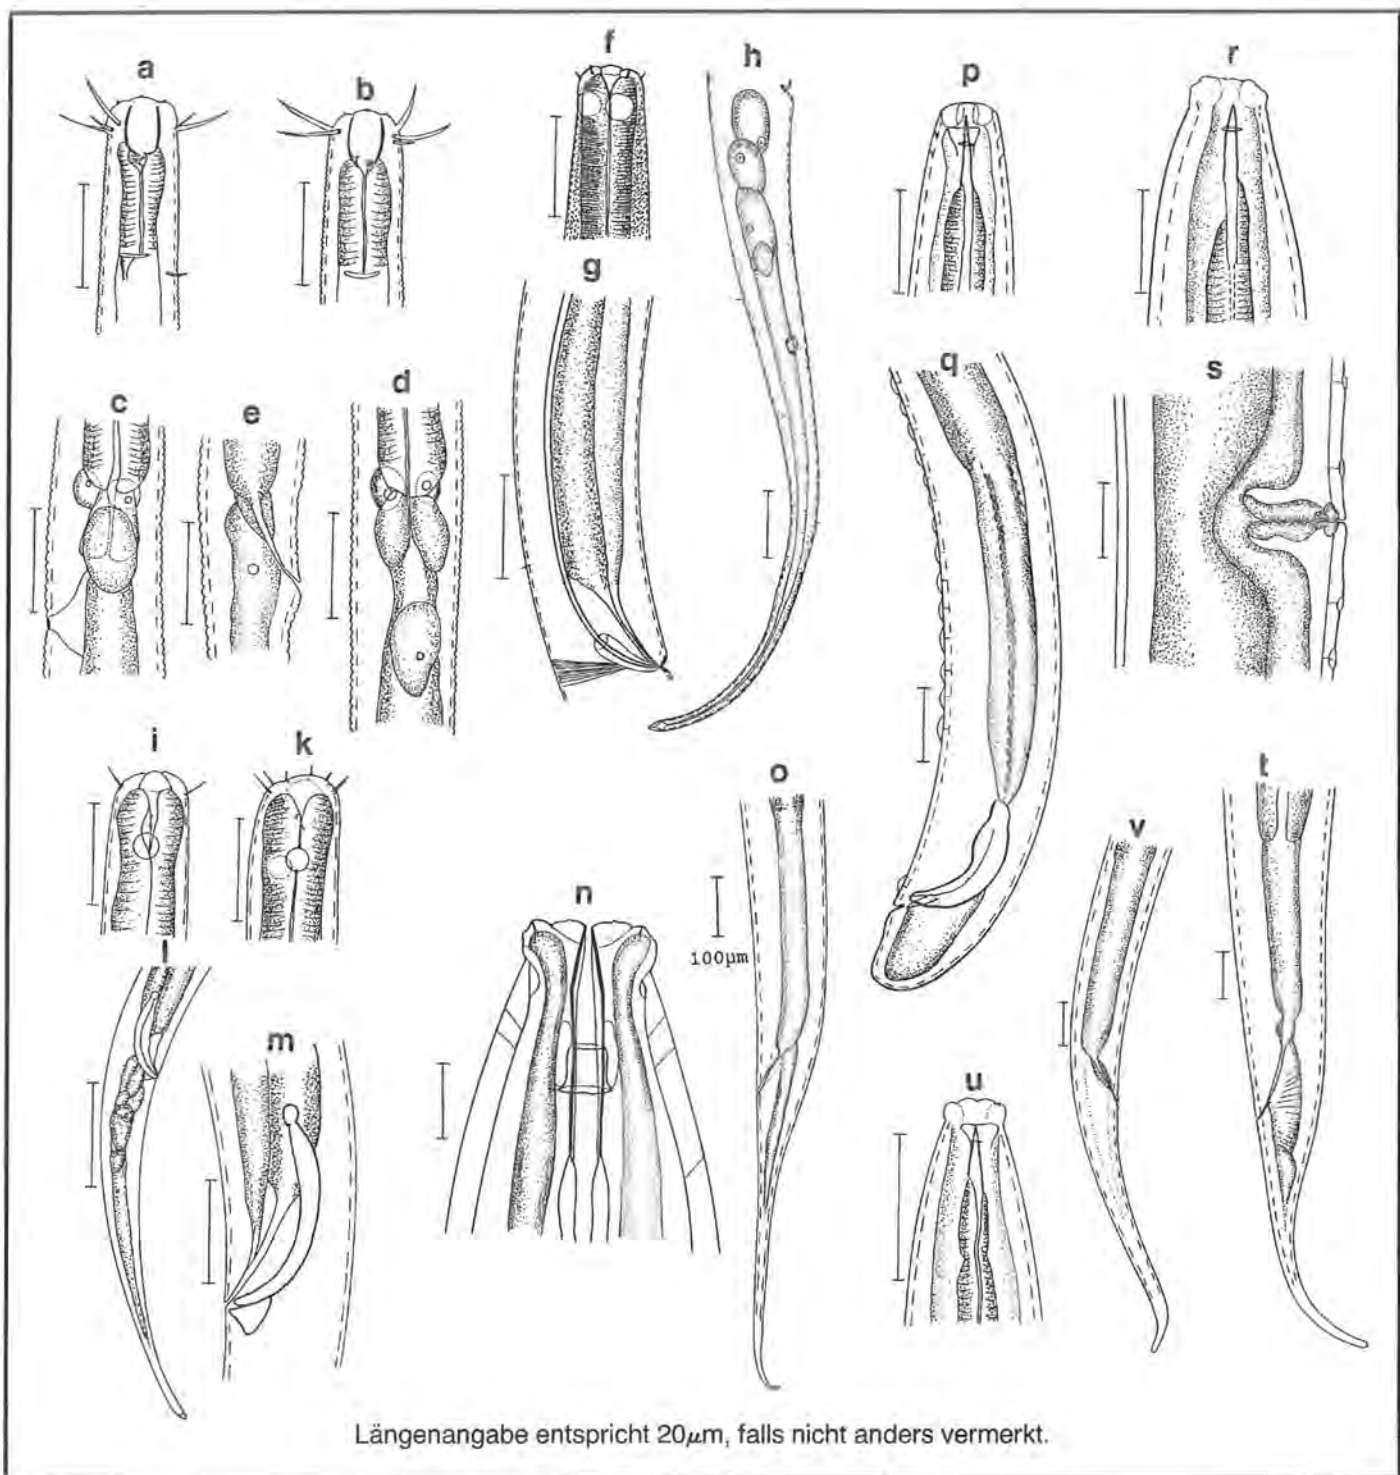 a
b
f
h
p
r
g
q
s
c
e
d
i
k
o
t
v
l
n
100μm
m
u
Längenangabe entspricht 20μm, falls nicht anders vermerkt.